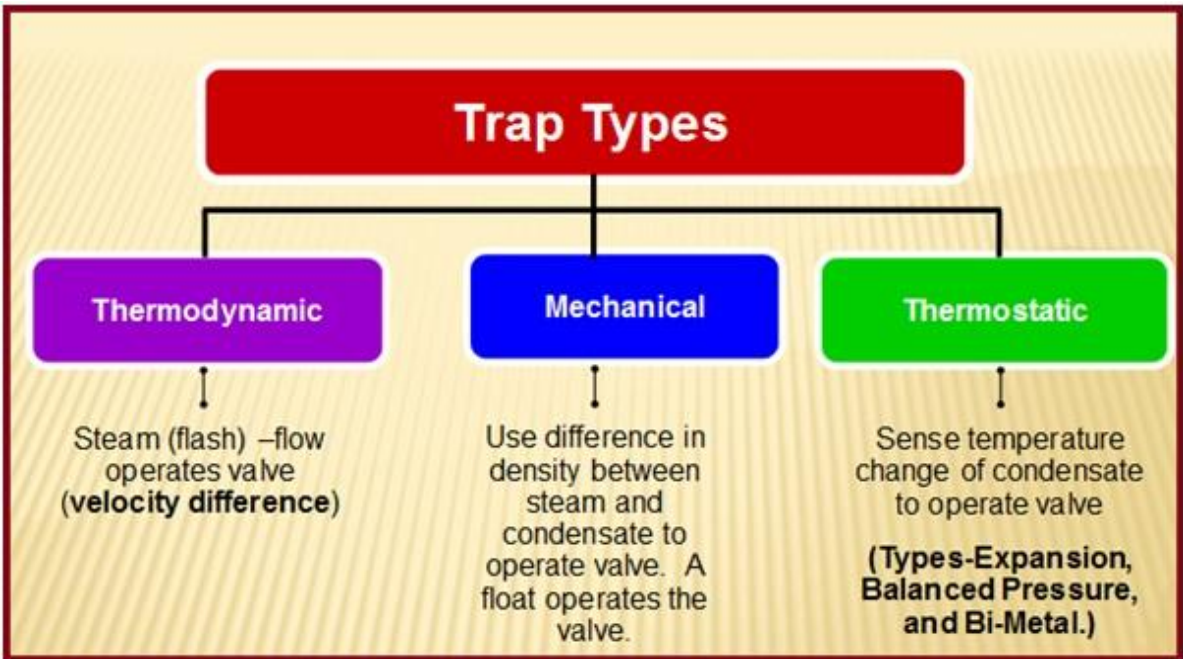 Trap Types
Thermodynamic
Steam (flash) –flow
operates valve
(velocity difference)
Mechanical
Use difference in
density between
steam and
condensate to
operate valve.  A
float operates the
valve.
Thermostatic
Sense temperature
change of condensate
to operate valve
(Types-Expansion,
Balanced Pressure,
and Bi-Metal.)